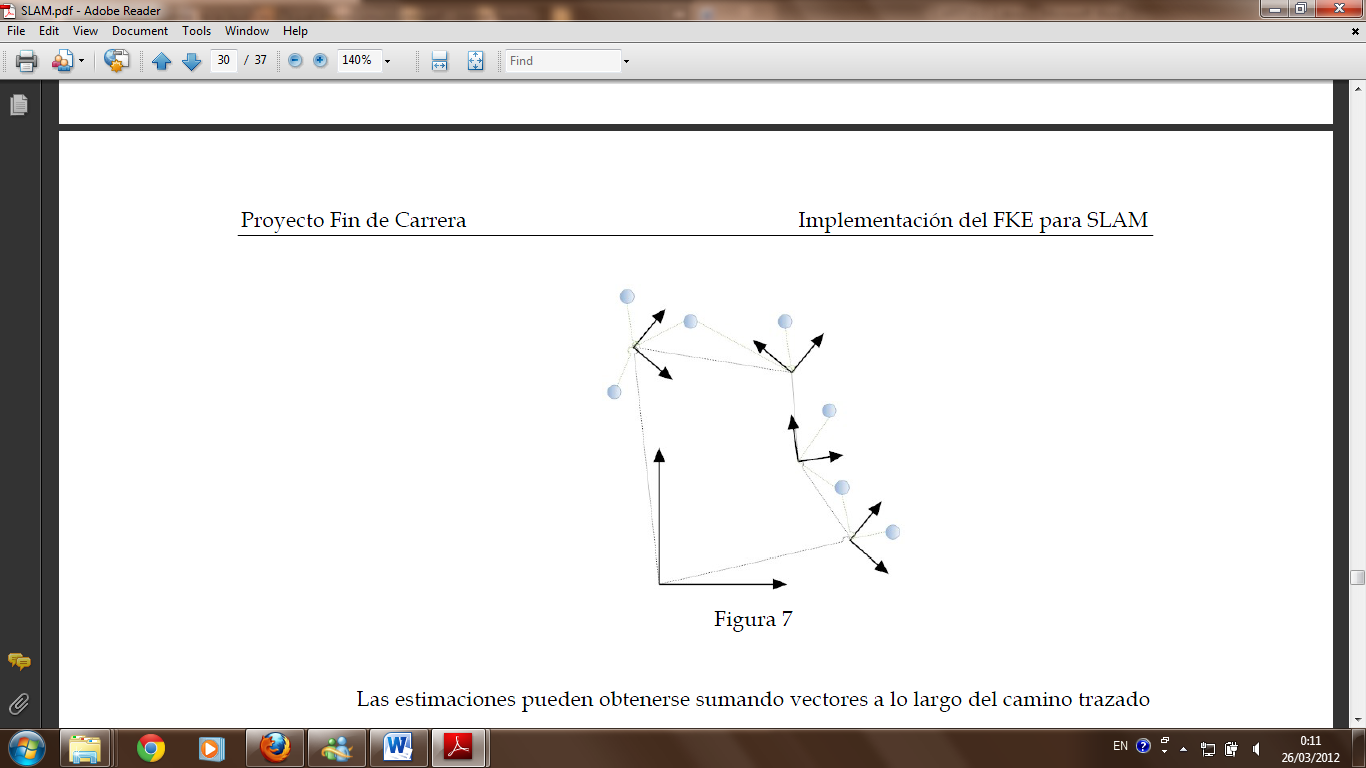 SLAM.pdf - Adobe Reader
File Edit View Document Tools Window Help
30 / 37 140% Find
Proyecto Fin de Carrera Implementación del FKE para SLAM
Figura 7
Las estimaciones pueden obtenerse sumando vectores a lo largo del camino trazado
EN 0:11
26/03/2012